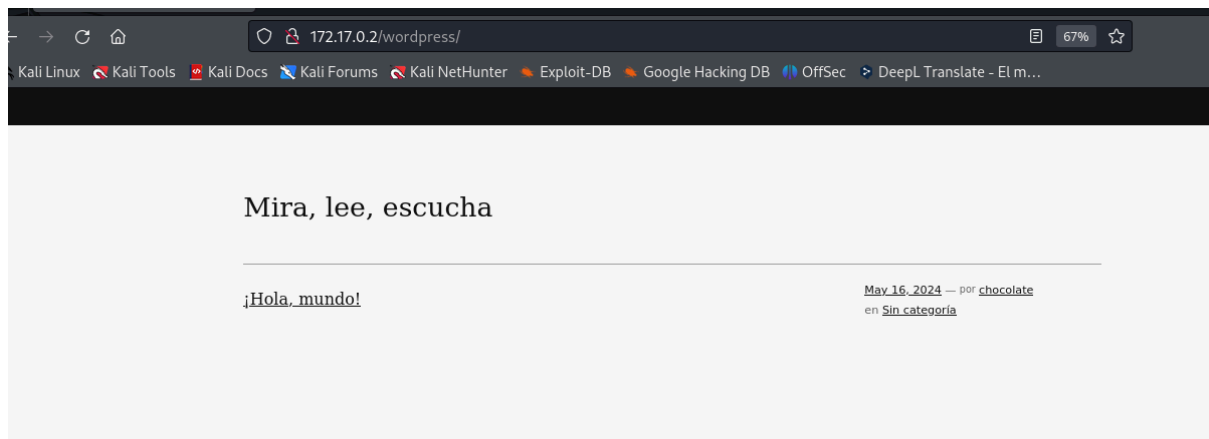 172.17.0.2/wordpress/
67%
Kali Linux Kali Tools Kali Docs Kali Forums Kali NetHunter Exploit-DB Google Hacking DB OffSec DeepL Translate - El m…
Mira, lee, escucha
¡Hola, mundo!
May 16, 2024 — por chocolate
en Sin categoría